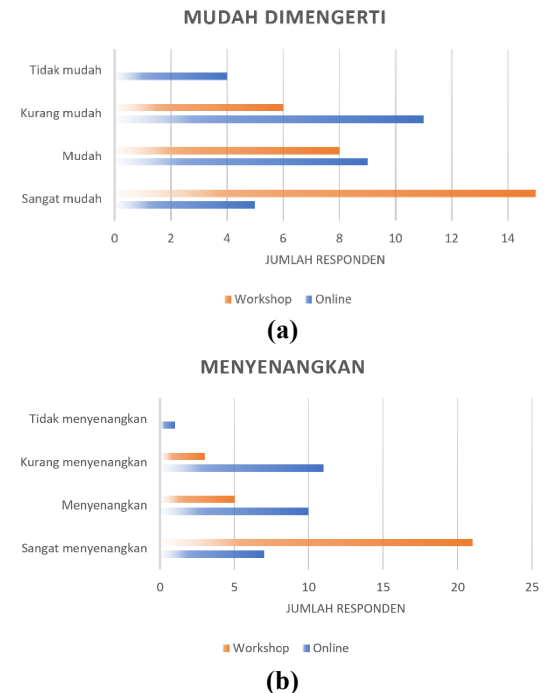 MUDAH DIMENGERTI
Tidak mudah
Kurang mudah
Mudah
Sangat mudah
0 2 4 6 8 10 12 14
JUMLAH RESPONDEN
Workshop Online
(a)
MENYENANGKAN
Tidak menyenangkan
Kurang menyenangkan
Menyenangkan
Sangat menyenangkan
0 5 10 15 20 25
JUMLAH RESPONDEN
Workshop Online
(b)